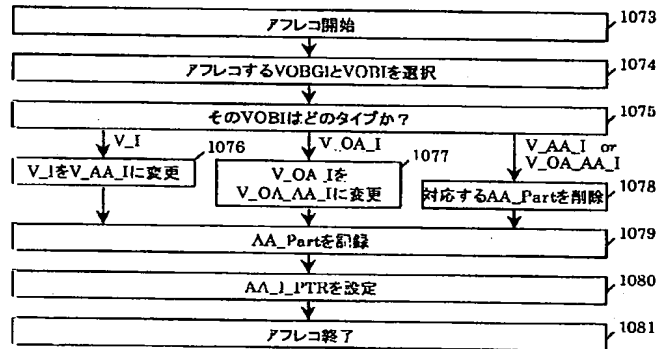 アフレコ開始 1073
アフレコするVOBGIとVOBIを選択 1074
そのVOBIはどのタイプか? 1075
V_I
V_OA_I
V_AA_I or
V_OA_AA_I
V_IをV_AA_Iに変更 1076
V_OA_Iを
V_OA_AA_Iに変更 1077
対応するAA_Partを削除 1078
AA_Partを記録 1079
AA_I_PTRを設定 1080
アフレコ終了 1081